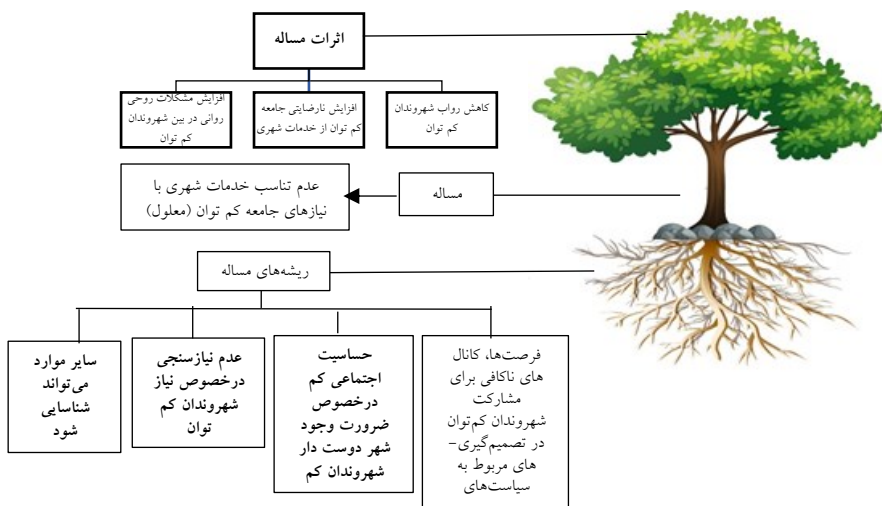 اثرات مساله
کاهش رواب شهروندان
کم توان
افزایش نارضایتی جامعه
کم توان از خدمات شهری
افزایش مشکلات روحی
روانی در بین شهروندان
کم توان
مساله
عدم تناسب خدمات شهری با
نیازهای جامعه کم توان (معلول)
ریشه‌های مساله
فرصت‌ها، کانال
های ناکافی برای
مشارکت
شهروندان کم‌توان
در تصمیم‌گیری-
های مربوط به
سیاست‌های
حساسیت
اجتماعی کم
درخصوص
ضرورت وجود
شهر دوست دار
شهروندان کم
عدم نیازسنجی
درخصوص نیاز
شهروندان کم
توان
سایر موارد
می‌تواند
شناسایی
شود